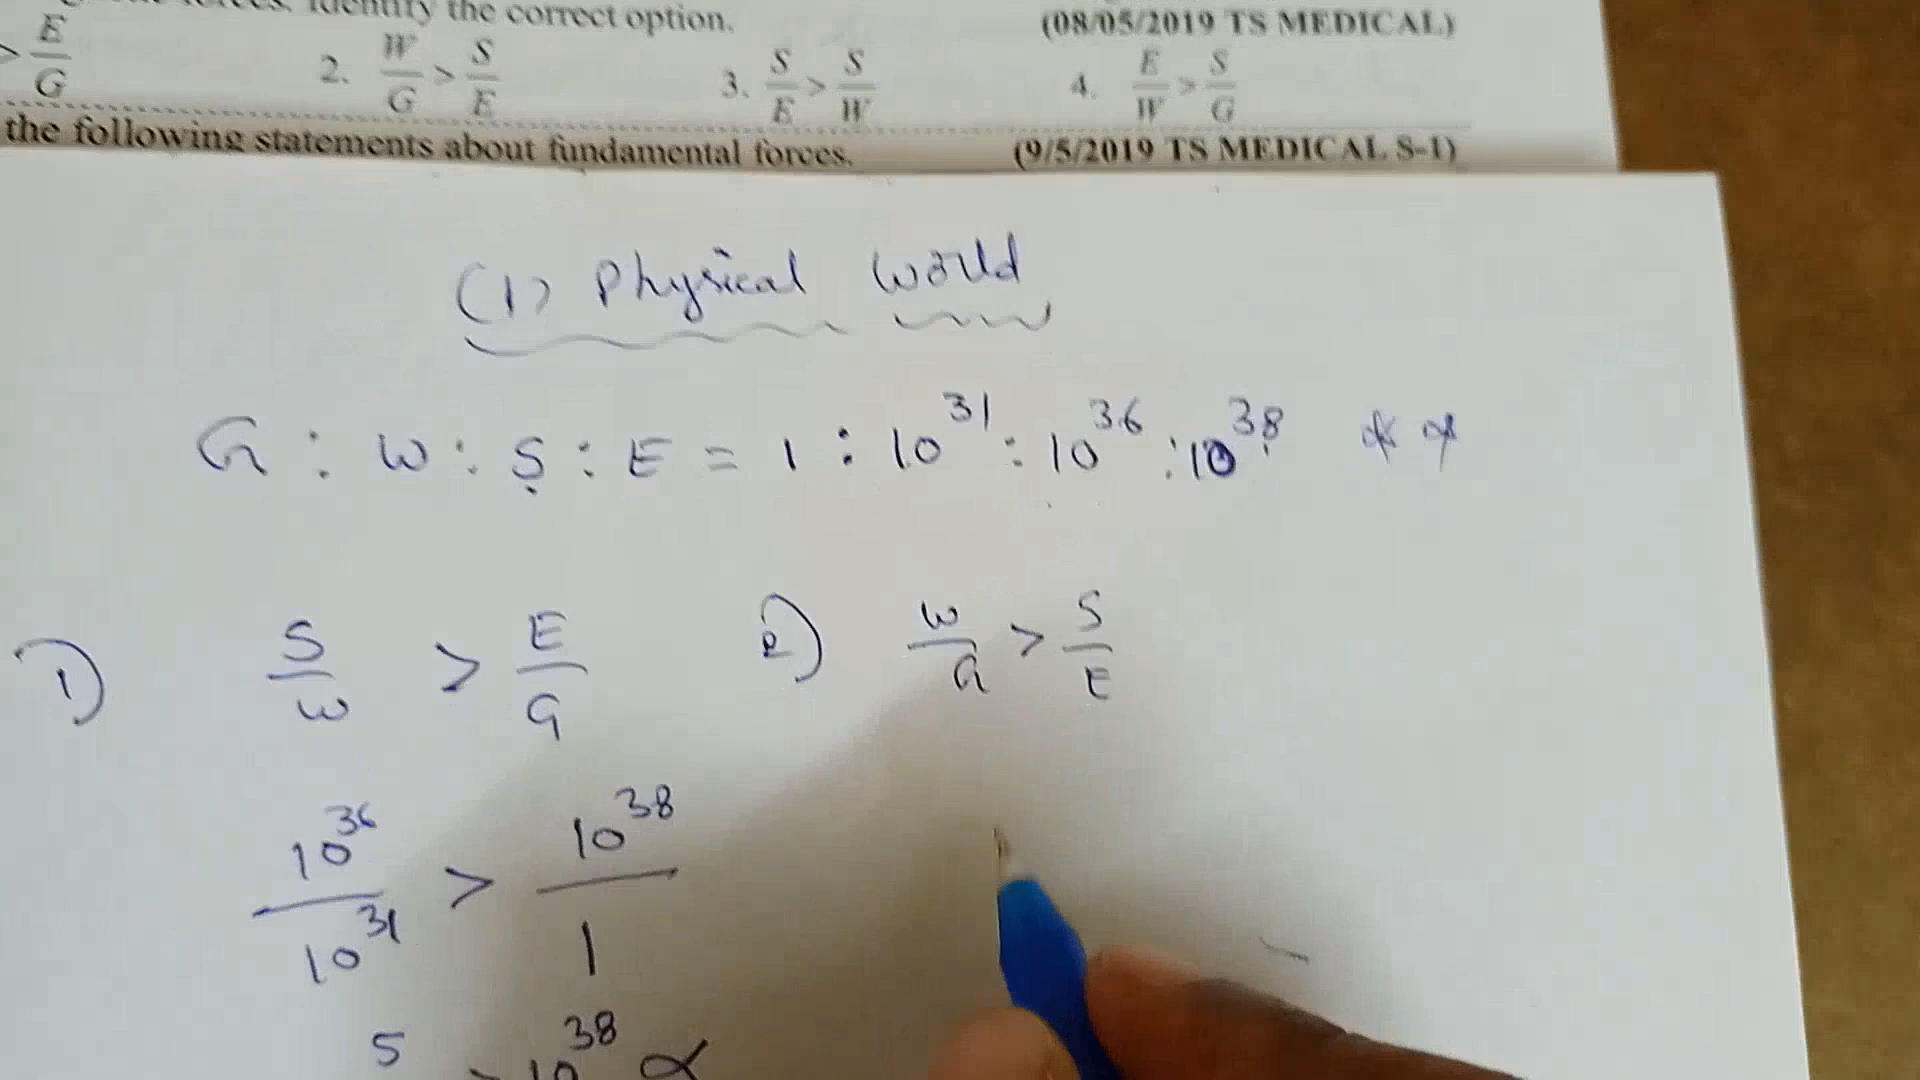 the correct option. (08/05/2019 TS MEDICAL)
> E/G 2. W/G > S/E 3. S/E > S/W 4. E/W > S/G
the following statements about fundamental forces. (9/5/2019 TS MEDICAL S-1)
(1) Physical World
G : W : S : E = 1 : 10^31 : 10^36 : 10^38 * *
1) S/W > E/G 2) W/G > S/E
10^36/10^31 > 10^38/1
5 10^38